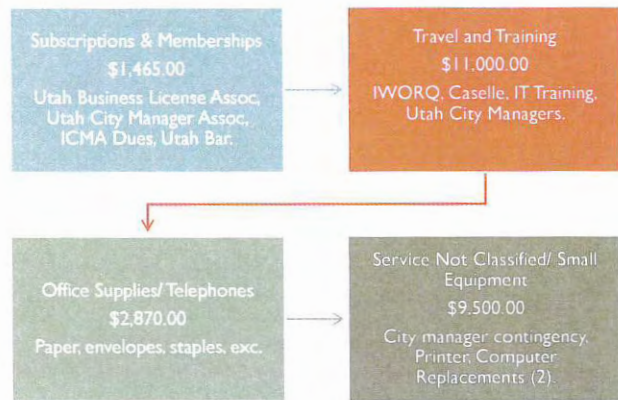 Subscriptions & Memberships
$1,465.00
Utah Business License Assoc,
Utah City Manager Assoc,
ICMA Dues, Utah Bar.
Travel and Training
$11,000.00
IWORQ, Caselle, IT Training,
Utah City Managers.
Office Supplies/ Telephones
$2,870.00
Paper, envelopes, staples, exc.
Service Not Classified/ Small
Equipment
$9,500.00
City manager contingency,
Printer, Computer
Replacements (2).